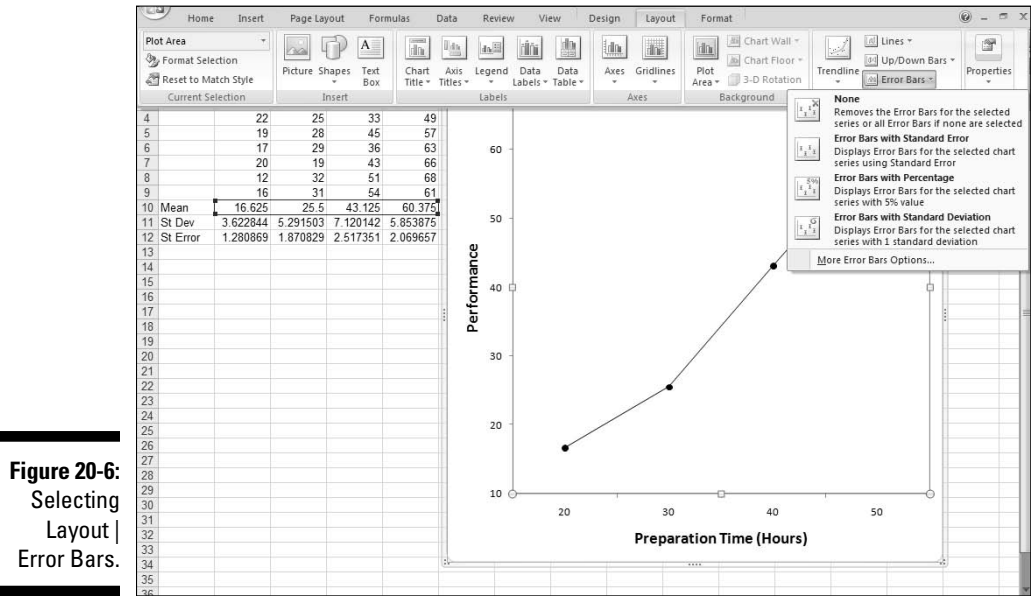 Home Insert Page Layout Formulas Data Review View Design Layout Format
Plot Area
Format Selection
Reset to Match Style
Current Selection
Picture Shapes Text Box
Insert
Chart Title Axis Titles Legend Data Labels Data Table
Labels
Axes Gridlines
Axes
Plot Area
Chart Wall
Chart Floor
3-D Rotation
Background
Trendline
Lines
Up/Down Bars
Error Bars
Properties
None
Removes the Error Bars for the selected
series or all Error Bars if none are selected
Error Bars with Standard Error
Displays Error Bars for the selected chart
series using Standard Error
Error Bars with Percentage
Displays Error Bars for the selected chart
series with 5% value
Error Bars with Standard Deviation
Displays Error Bars for the selected chart
series with 1 standard deviation
More Error Bars Options...
4 22 25 33 49
5 19 28 45 57
6 17 29 36 63
7 20 19 43 66
8 12 32 51 68
9 16 31 54 61
10 Mean 16.625 25.5 43.125 60.375
11 St Dev 3.622844 5.291503 7.120142 5.853875
12 St Error 1.280869 1.870829 2.517351 2.069657
13
14
15
16
17
18
19
20
21
22
23
24
25
26
27
28
29
30
31
32
33
34
35
36
60
50
40
30
20
10
Performance
20 30 40 50
Preparation Time (Hours)
Figure 20-6:
Selecting
Layout |
Error Bars.